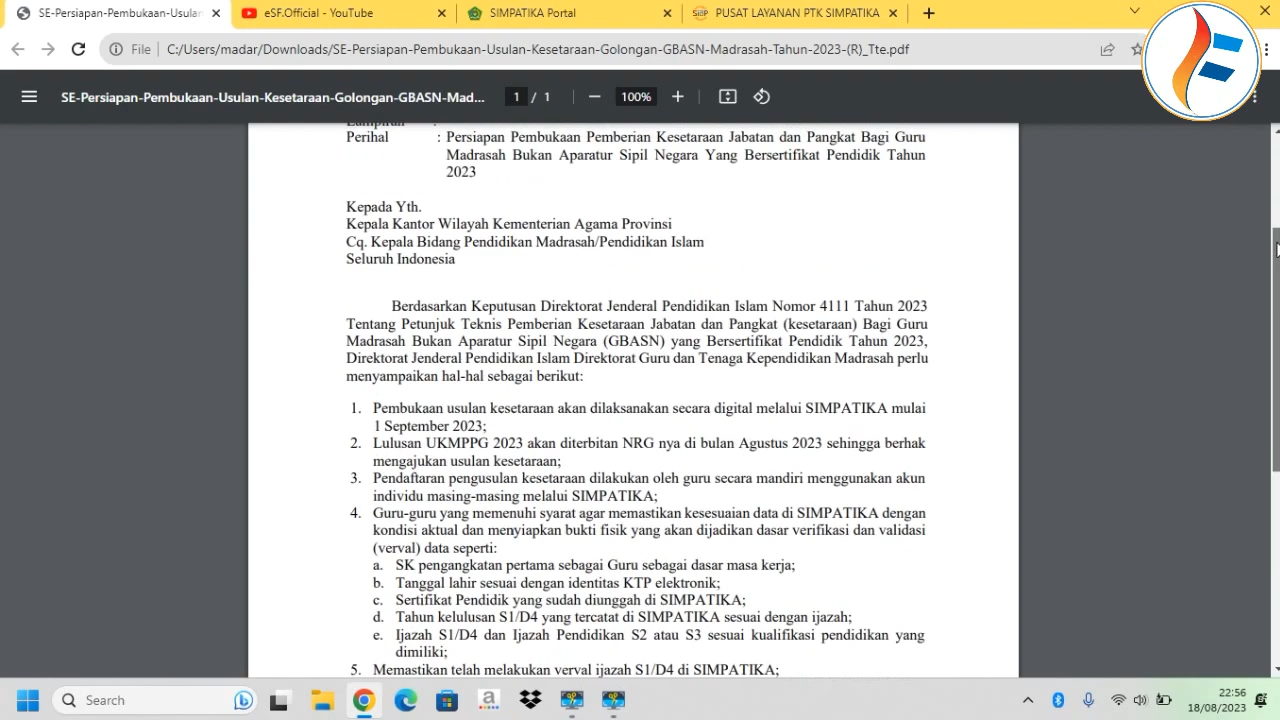 SE-Persiapan-Pembukaan-Usulan
eSF.Official - YouTube
SIMPATIKA Portal
PUSAT LAYANAN PTK SIMPATIKA
File
C:/Users/madar/Downloads/SE-Persiapan-Pembukaan-Usulan-Kesetaraan-Golongan-GBASN-Madrasah-Tahun-2023-(R)_Tte.pdf
SE-Persiapan-Pembukaan-Usulan-Kesetaraan-Golongan-GBASN-Mad...
1 / 1
100%
Lampiran :
Perihal : Persiapan Pembukaan Pemberian Kesetaraan Jabatan dan Pangkat Bagi Guru
Madrasah Bukan Aparatur Sipil Negara Yang Bersertifikat Pendidik Tahun
2023
Kepada Yth.
Kepala Kantor Wilayah Kementerian Agama Provinsi
Cq. Kepala Bidang Pendidikan Madrasah/Pendidikan Islam
Seluruh Indonesia
Berdasarkan Keputusan Direktorat Jenderal Pendidikan Islam Nomor 4111 Tahun 2023
Tentang Petunjuk Teknis Pemberian Kesetaraan Jabatan dan Pangkat (kesetaraan) Bagi Guru
Madrasah Bukan Aparatur Sipil Negara (GBASN) yang Bersertifikat Pendidik Tahun 2023,
Direktorat Jenderal Pendidikan Islam Direktorat Guru dan Tenaga Kependidikan Madrasah perlu
menyampaikan hal-hal sebagai berikut:
1. Pembukaan usulan kesetaraan akan dilaksanakan secara digital melalui SIMPATIKA mulai
1 September 2023;
2. Lulusan UKMPPG 2023 akan diterbitan NRG nya di bulan Agustus 2023 sehingga berhak
mengajukan usulan kesetaraan;
3. Pendaftaran pengusulan kesetaraan dilakukan oleh guru secara mandiri menggunakan akun
individu masing-masing melalui SIMPATIKA;
4. Guru-guru yang memenuhi syarat agar memastikan kesesuaian data di SIMPATIKA dengan
kondisi aktual dan menyiapkan bukti fisik yang akan dijadikan dasar verifikasi dan validasi
(verval) data seperti:
a. SK pengangkatan pertama sebagai Guru sebagai dasar masa kerja;
b. Tanggal lahir sesuai dengan identitas KTP elektronik;
c. Sertifikat Pendidik yang sudah diunggah di SIMPATIKA;
d. Tahun kelulusan S1/D4 yang tercatat di SIMPATIKA sesuai dengan ijazah;
e. Ijazah S1/D4 dan Ijazah Pendidikan S2 atau S3 sesuai kualifikasi pendidikan yang
dimiliki;
5. Memastikan telah melakukan verval ijazah S1/D4 di SIMPATIKA;
Search
22:56
18/08/2023